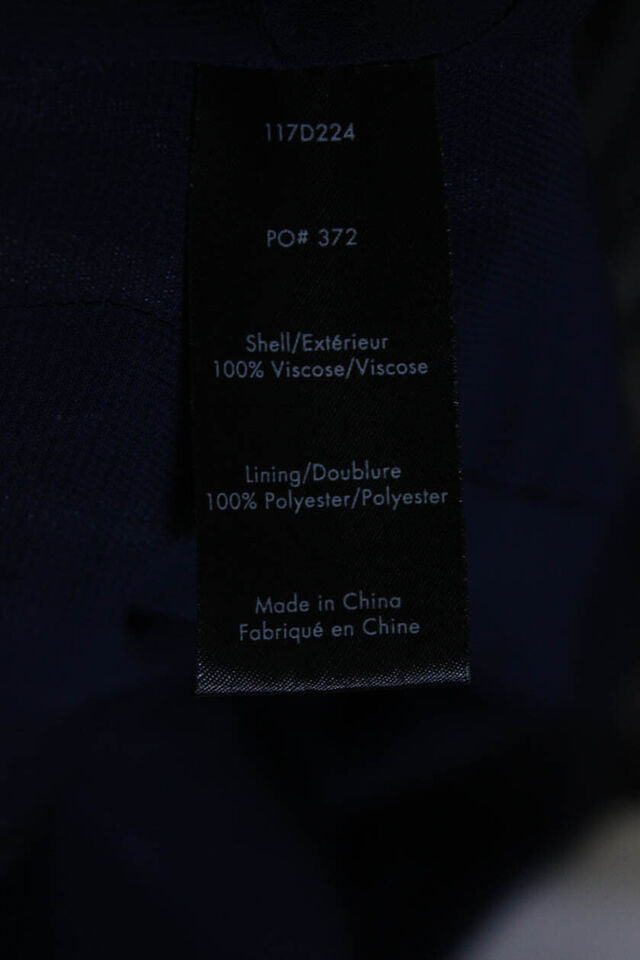 117D224
PO# 372
Shell/Extérieur
100% Viscose/Viscose
Lining/Doublure
100% Polyester/Polyester
Made in China
Fabriqué en Chine